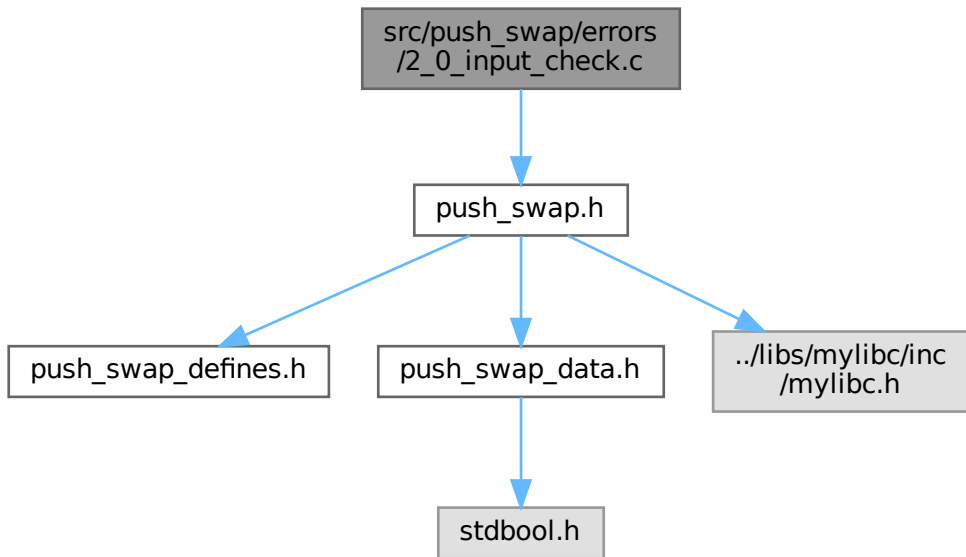 src/push_swap/errors
/2_0_input_check.c
push_swap.h
push_swap_defines.h
push_swap_data.h
../libs/mylibc/inc
/mylibc.h
stdbool.h